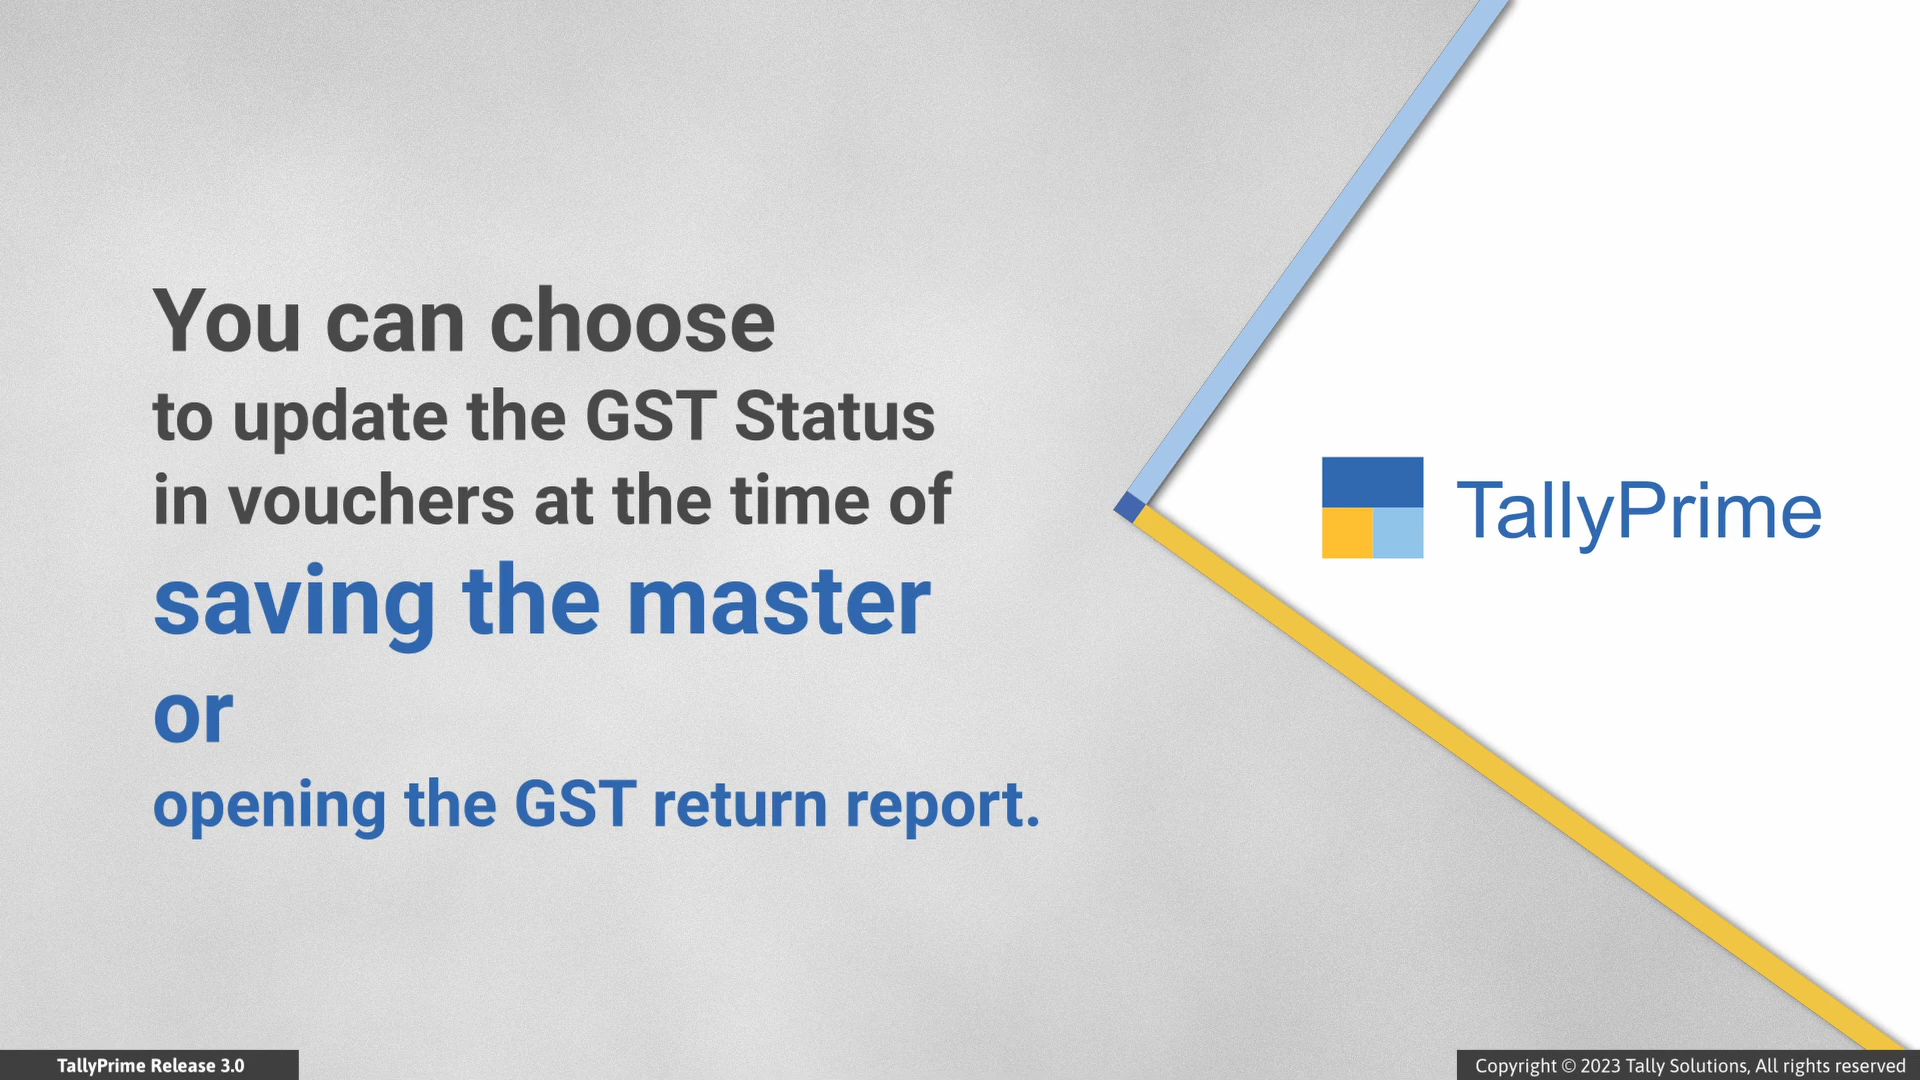 You can choose
to update the GST Status
in vouchers at the time of
saving the master
or
opening the GST return report.
TallyPrime
TallyPrime Release 3.0
Copyright © 2023 Tally Solutions, All rights reserved